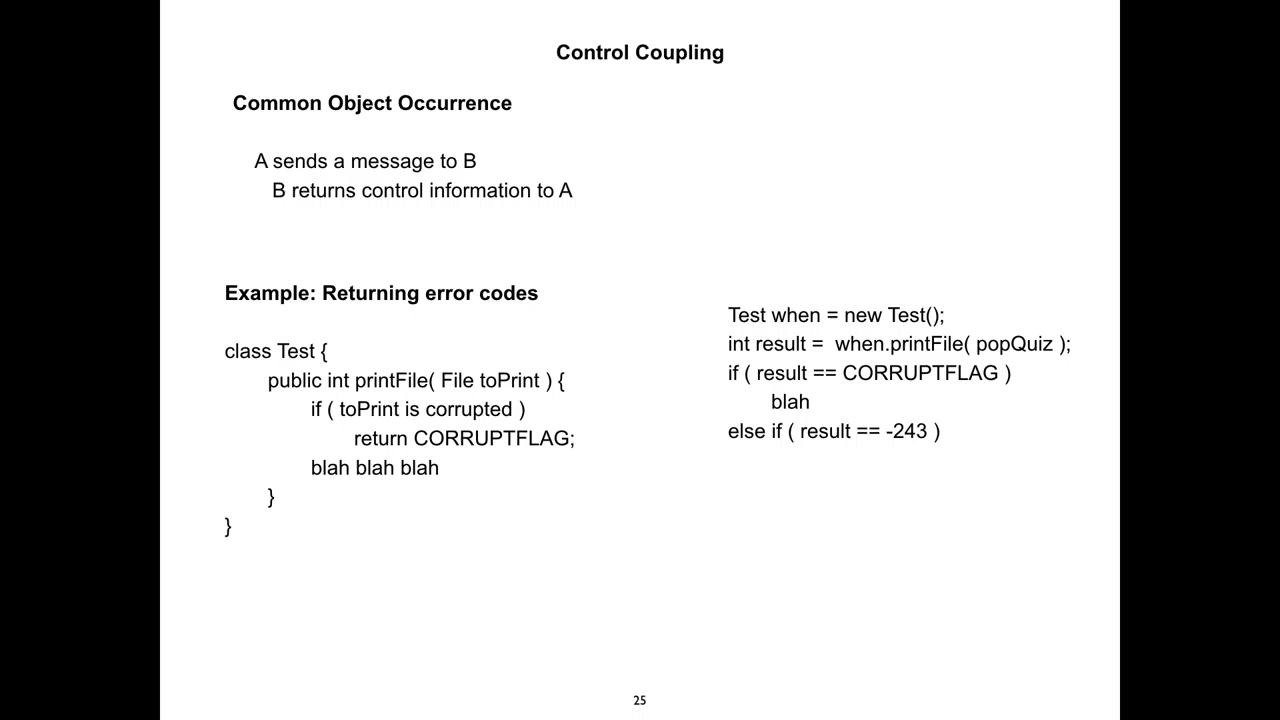 Control Coupling
Common Object Occurrence
A sends a message to B
B returns control information to A
Example: Returning error codes
class Test {
public int printFile( File toPrint ) {
if ( toPrint is corrupted )
return CORRUPTFLAG;
blah blah blah
}
}
Test when = new Test();
int result =  when.printFile( popQuiz );
if ( result == CORRUPTFLAG )
blah
else if ( result == -243 )
25